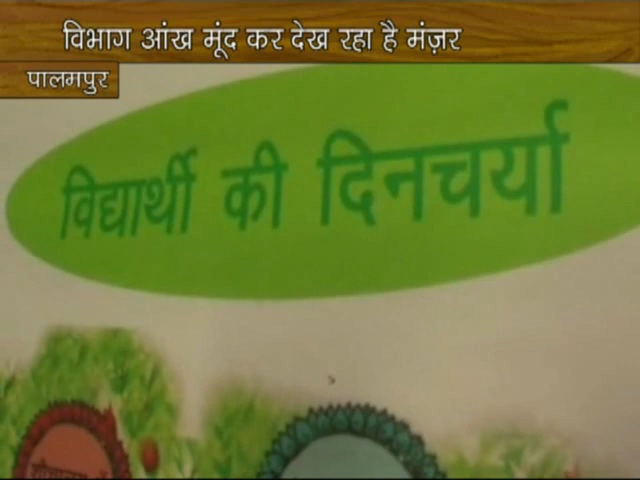 विभाग आंख मूंद कर देख रहा है मंज़र
पालमपुर
विद्यार्थी की दिनचर्या